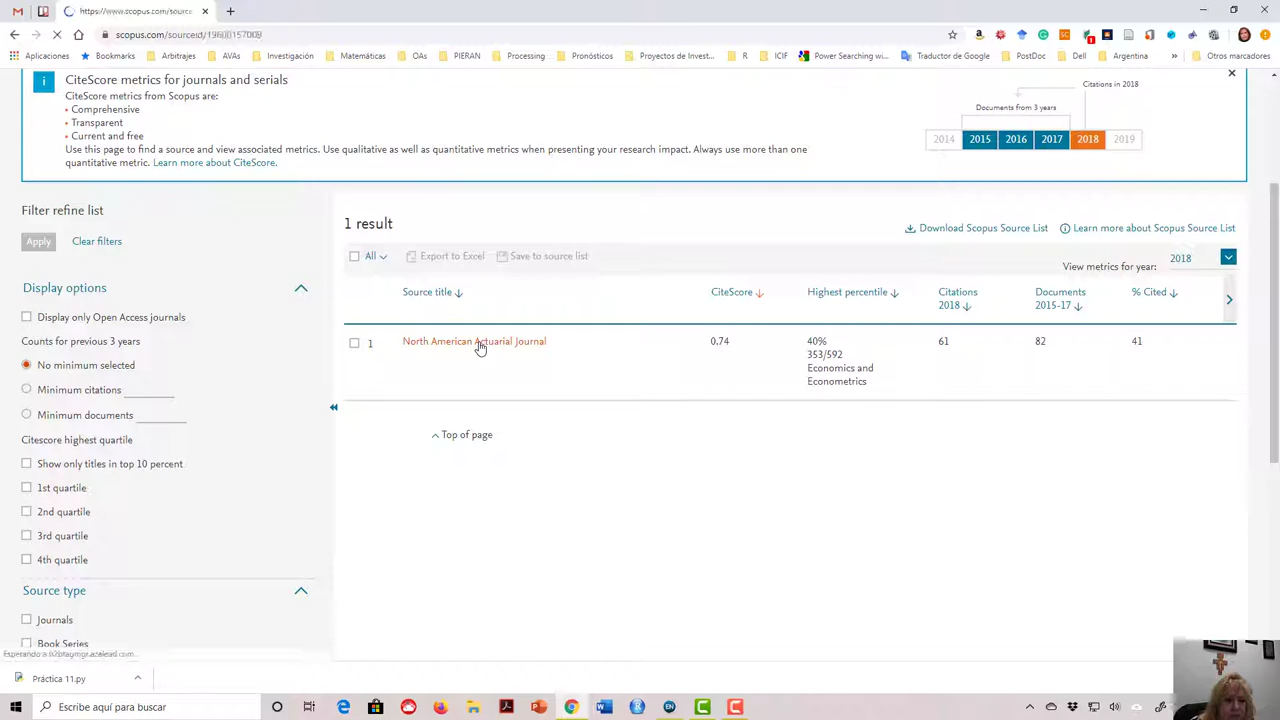 https://www.scopus.com/source
scopus.com/sourceid/19600157008
Aplicaciones
Bookmarks
Arbitrajes
AVAs
Investigación
Matemáticall
OAs
PIERAN
Processing
Pronósticos
Proyectos de Invest...
R
ICIF
Power Searching wi...
Traductor de Google
PostDoc
Dell
Argentina
»
Otros marcadores
CiteScore metrics for journals and serials
CiteScore metrics from Scopus are:
• Comprehensive
• Transparent
• Current and free
Use this page to find a source and view associated metrics. Use qualitative as well as quantitative metrics when presenting your research impact. Always use more than one
quantitative metric. Learn more about CiteScore.
Citations in 2018
Documents from 3 years
2014 2015 2016 2017 2018 2019
Filter refine list
Apply Clear filters
Display options
Display only Open Access journals
Counts for previous 3 years
No minimum selected
Minimum citations
Minimum documents
Citescore highest quartile
Show only titles in top 10 percent
1st quartile
2nd quartile
3rd quartile
4th quartile
Source type
Journals
Book Series
1 result
Download Scopus Source List Learn more about Scopus Source List
All Export to Excel Save to source list
View metrics for year: 2018
Source title CiteScore Highest percentile Citations 2018 Documents 2015-17 % Cited
1 North American Actuarial Journal 0.74 40% 61 82 41
353/592
Economics and
Econometrics
Top of page
Práctica 11.py
Escribe aquí para buscar